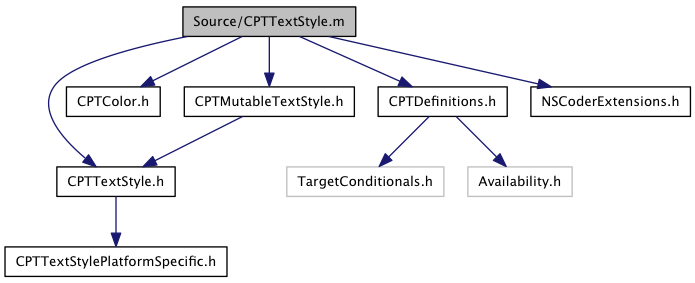 Source/CPTTextStyle.m
CPTColor.h
CPTMutableTextStyle.h
CPTDefinitions.h
NSCoderExtensions.h
CPTTextStyle.h
TargetConditionals.h
Availability.h
CPTTextStylePlatformSpecific.h